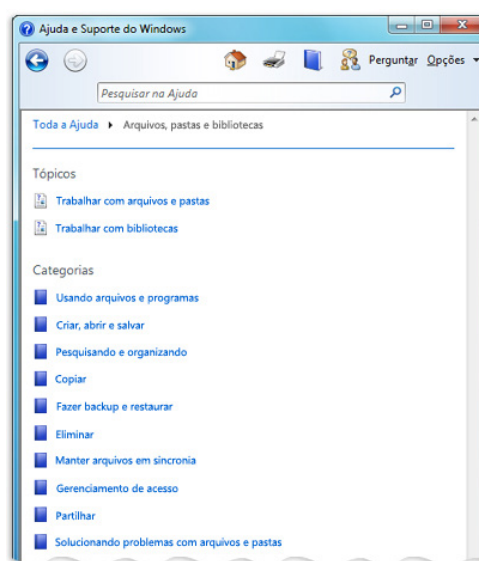 Ajuda e Suporte do Windows
Perguntar Opções
Pesquisar na Ajuda
Toda a Ajuda Arquivos, pastas e bibliotecas
Tópicos
Trabalhar com arquivos e pastas
Trabalhar com bibliotecas
Categorias
Usando arquivos e programas
Criar, abrir e salvar
Pesquisando e organizando
Copiar
Fazer backup e restaurar
Eliminar
Manter arquivos em sincronia
Gerenciamento de acesso
Partilhar
Solucionando problemas com arquivos e pastas